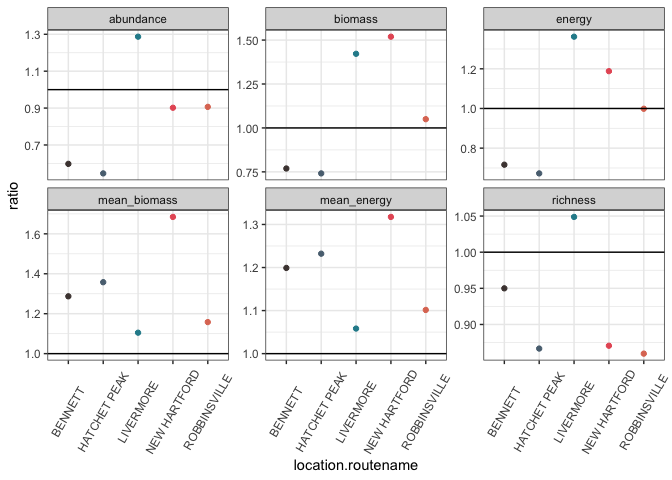 abundance
biomass
energy
1.3
1.1
0.9
0.7
1.50
1.25
1.00
0.75
1.2
1.0
0.8
ratio
mean_biomass
mean_energy
richness
1.6
1.4
1.2
1.0
1.3
1.2
1.1
1.0
1.05
1.00
0.95
0.90
BENNETT
HATCHET PEAK
LIVERMORE
NEW HARTFORD
ROBBINSVILLE
BENNETT
HATCHET PEAK
LIVERMORE
NEW HARTFORD
ROBBINSVILLE
BENNETT
HATCHET PEAK
LIVERMORE
NEW HARTFORD
ROBBINSVILLE
location.routename